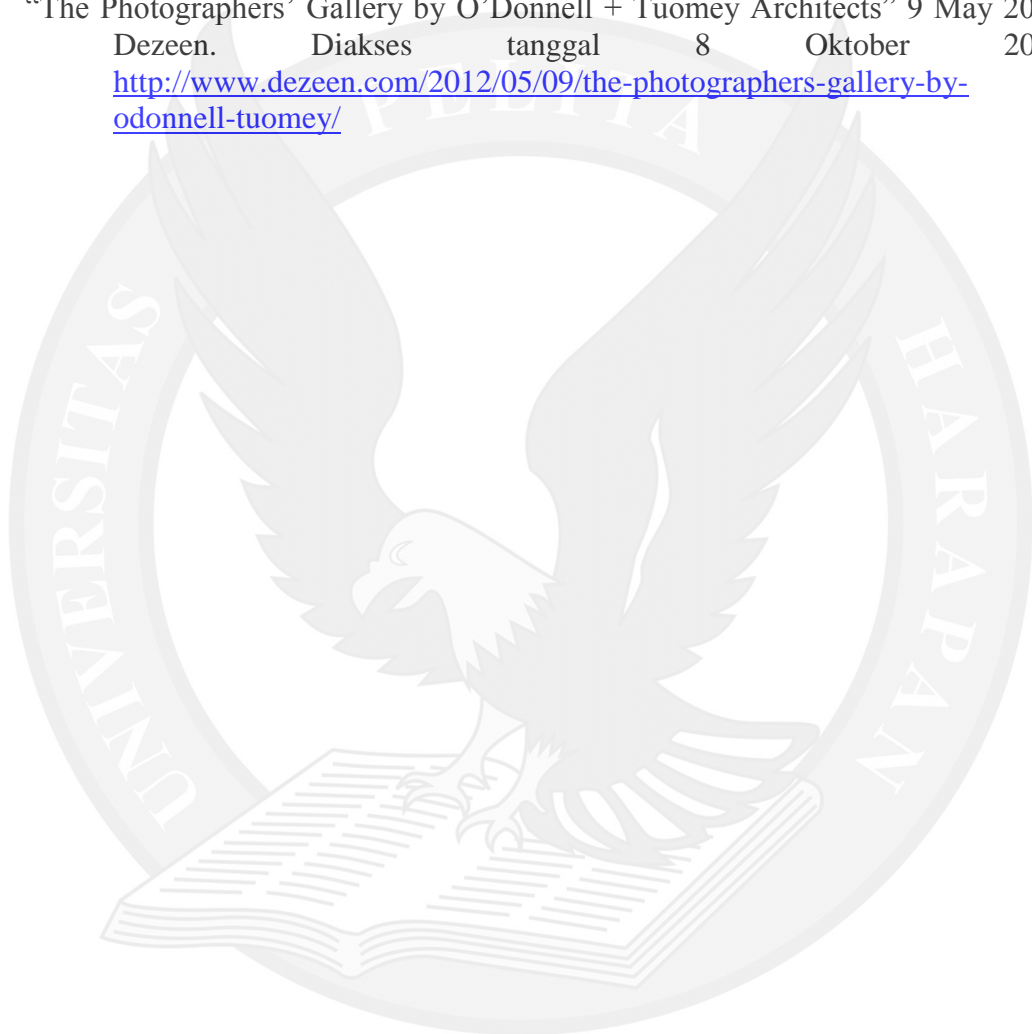 “The Photographers’ Gallery by O’Donnell + Tuomey Architects” 9 May 20
Dezeen. Diakses tanggal 8 Oktober 20
http://www.dezeen.com/2012/05/09/the-photographers-gallery-by-
odonnell-tuomey/
UNIVERSITAS PELITA HARAPAN